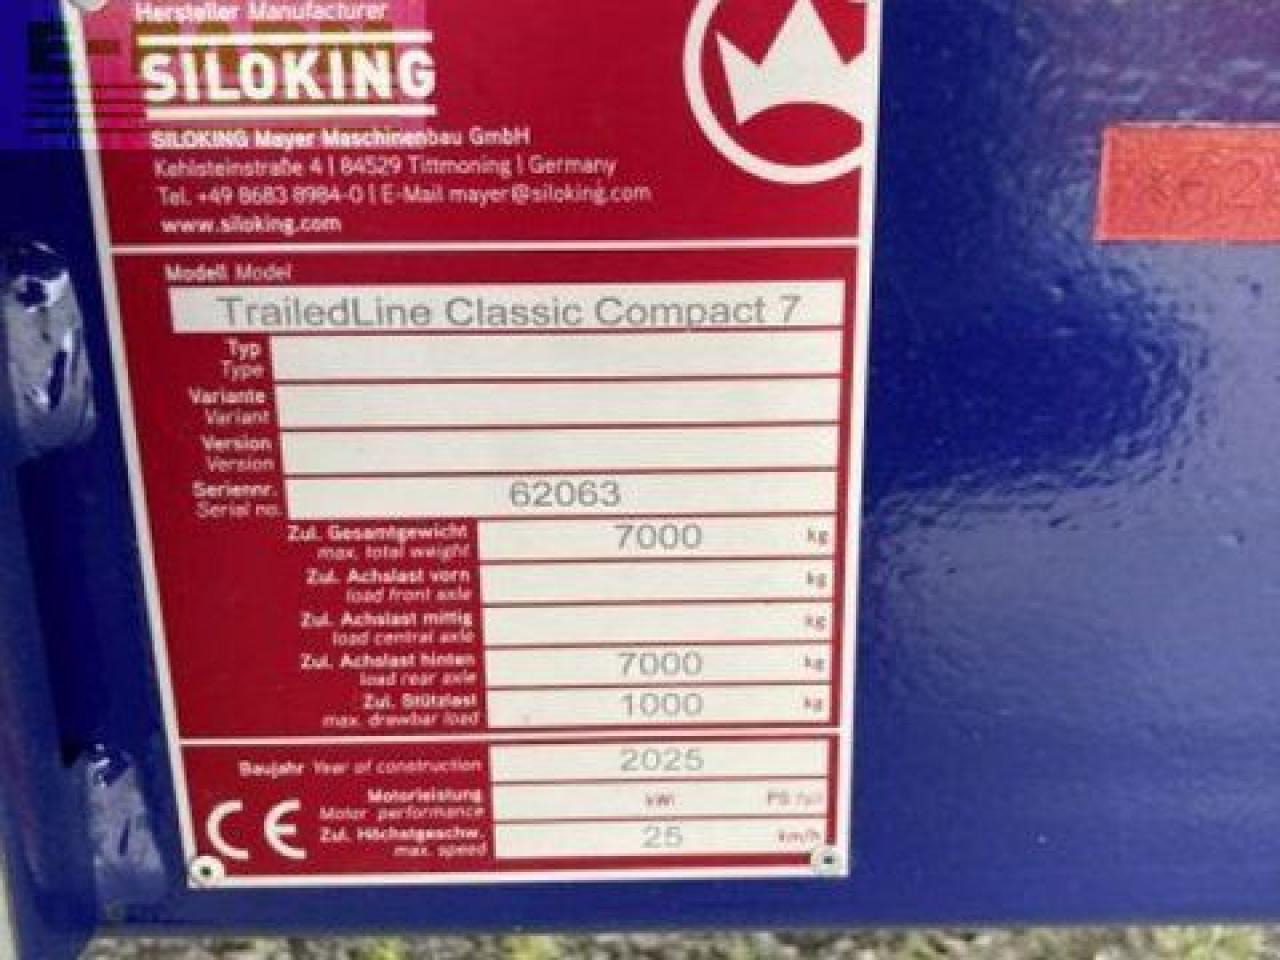 Hersteller Manufacturer
SILOKING
SILOKING Mayer Maschinenbau GmbH
Kehlsteinstraße 4 | 84529 Tittmoning | Germany
Tel. +49 8683 8984-0 | E-Mail mayer@siloking.com
www.siloking.com
Modell Model
TrailedLine Classic Compact 7
Typ
Type
Variante
Variant
Version
Version
Seriennr. 62063
Serial no.
Zul. Gesamtgewicht 7000 kg
max. total weight
Zul. Achslast vorn kg
load front axle
Zul. Achslast mittig kg
load central axle
Zul. Achslast hinten 7000 kg
load rear axle
Zul. Stützlast 1000 kg
max. drawbar load
Baujahr Year of construction 2025
Motorleistung kW/ PS
Motor performance
CE
Zul. Höchstgeschw. 25 km/h
max. speed